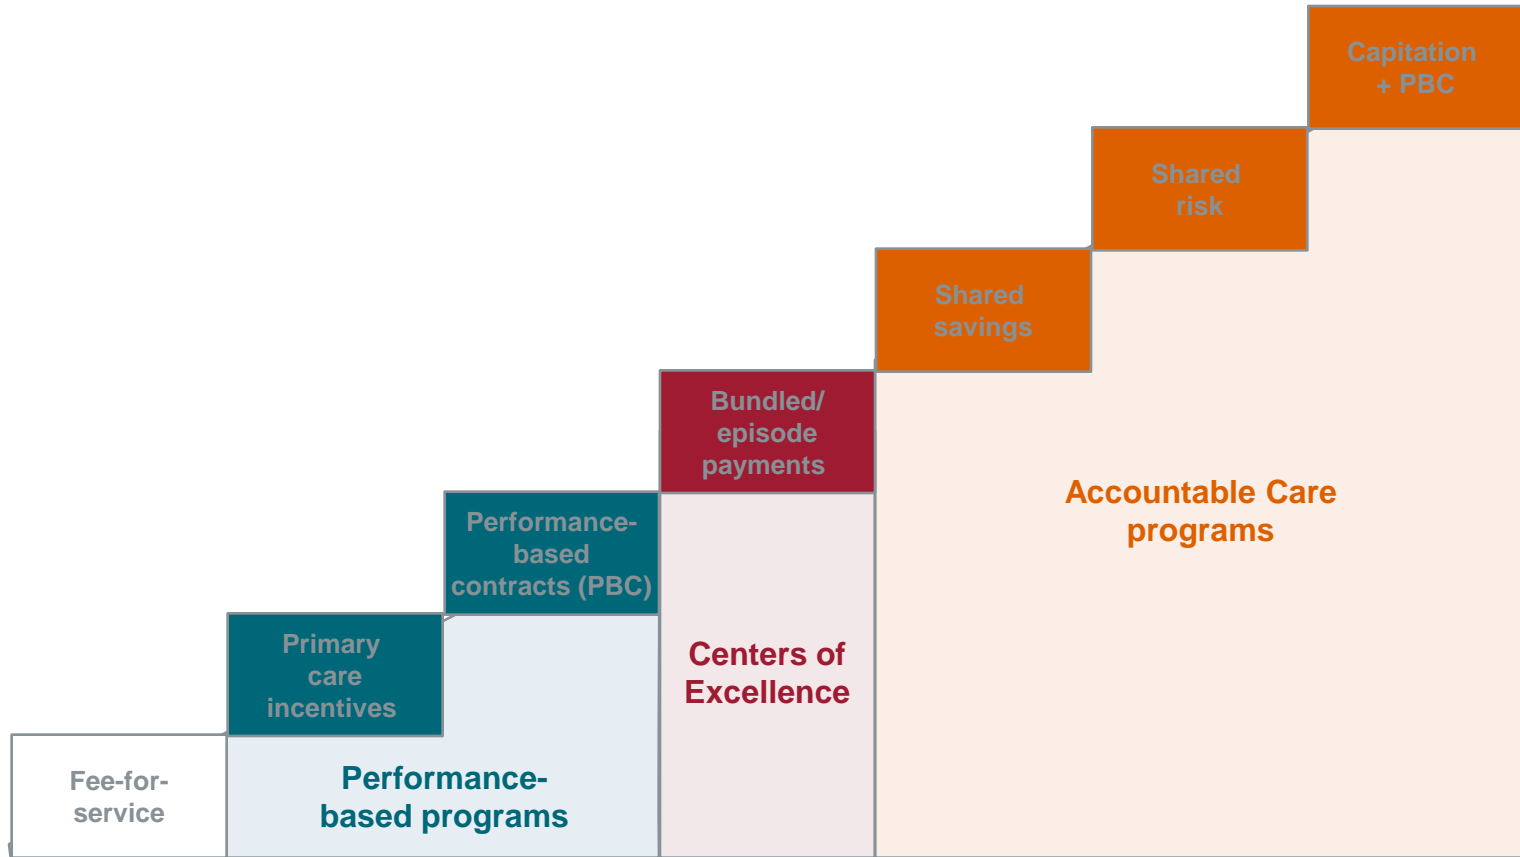 Capitation
+ PBC
Shared
risk
Shared
savings
Bundled/
episode
payments
Performance-
based
contracts (PBC)
Primary
care
incentives
Fee-for-
service
Performance-
based programs
Centers of
Excellence
Accountable Care
programs